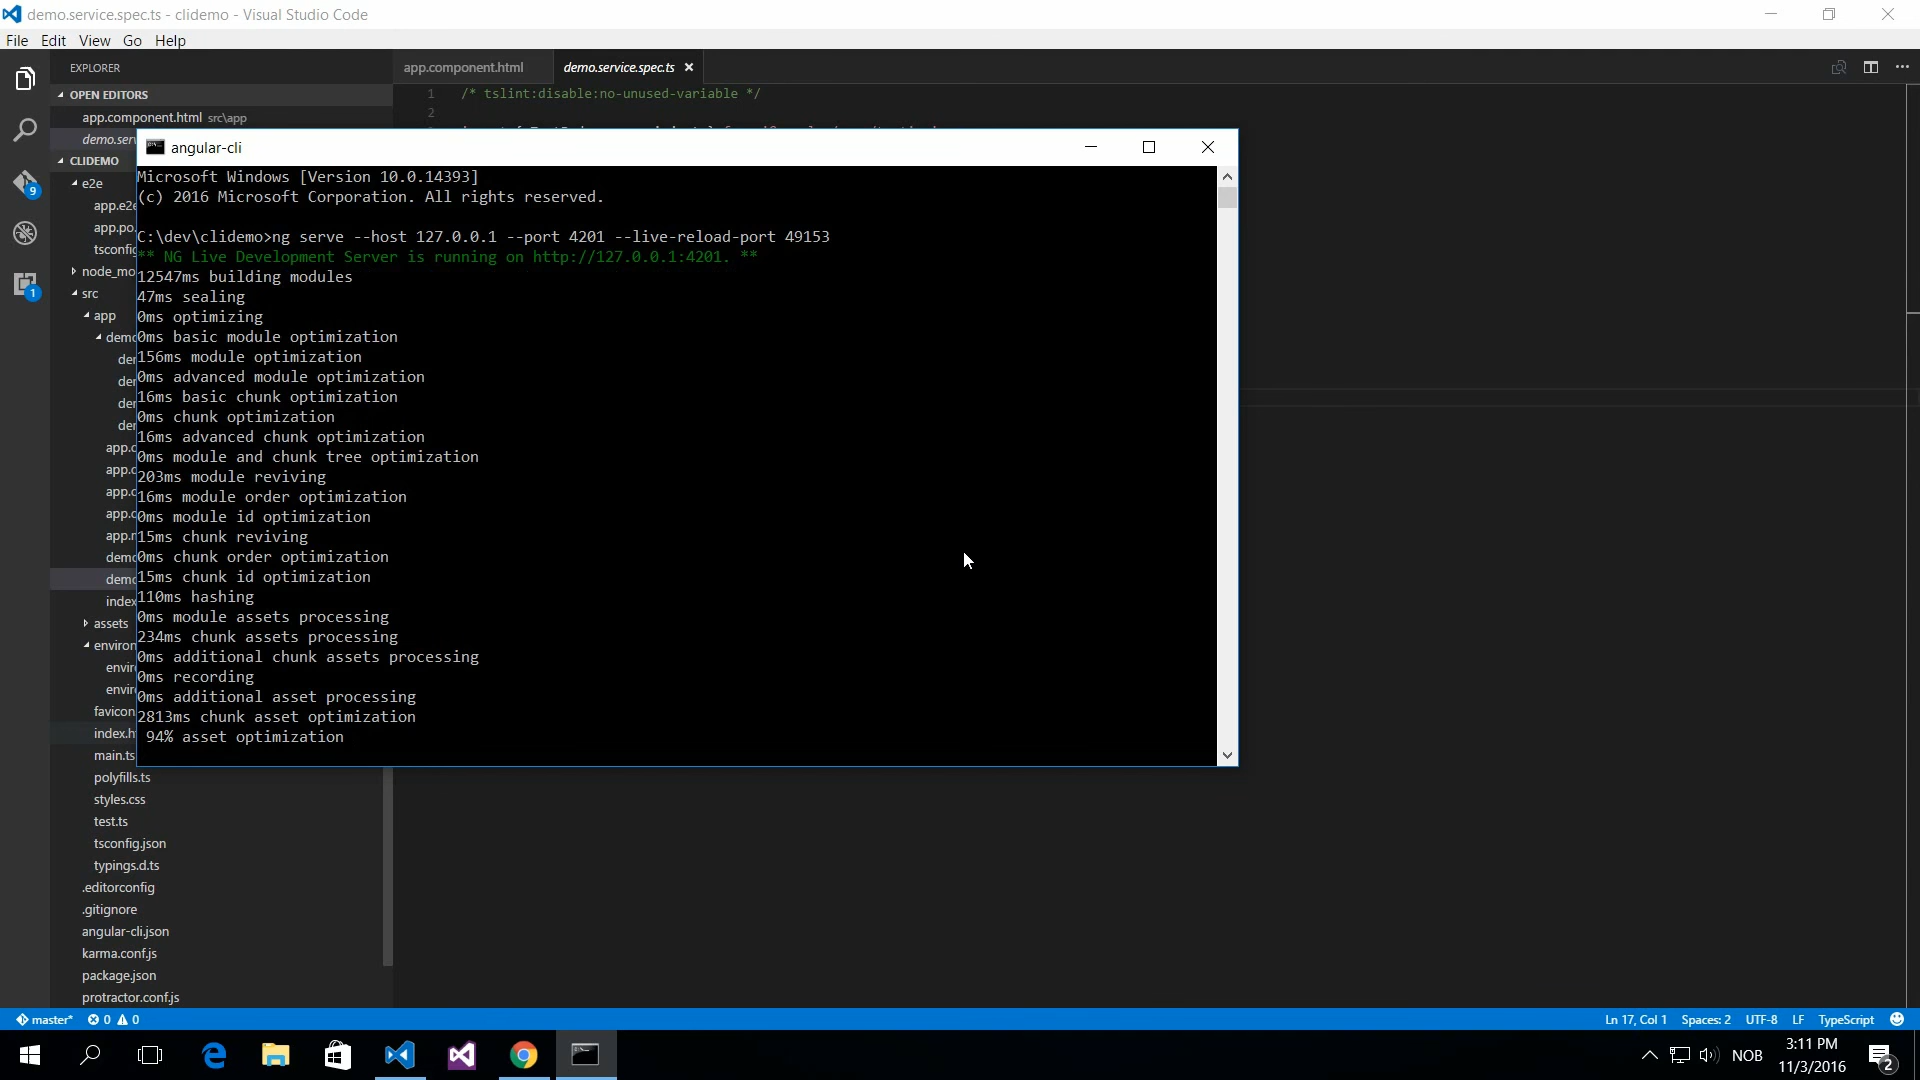 demo.service.spec.ts - clidemo - Visual Studio Code
File Edit View Go Help
EXPLORER
app.component.html
demo.service.spec.ts
OPEN EDITORS
app.component.html src\app
CLIDEMO
e2e
tsconfig
src
app
assets
favicon
main.ts
polyfills.ts
styles.css
test.ts
tsconfig.json
typings.d.ts
.editorconfig
.gitignore
angular-cli.json
karma.conf.js
package.json
protractor.conf.js
9
1
1 /* tslint:disable:no-unused-variable */
2
angular-cli
Microsoft Windows [Version 10.0.14393]
(c) 2016 Microsoft Corporation. All rights reserved.
C:\dev\clidemo>ng serve --host 127.0.0.1 --port 4201 --live-reload-port 49153
** NG Live Development Server is running on http://127.0.0.1:4201. **
12547ms building modules
47ms sealing
0ms optimizing
0ms basic module optimization
156ms module optimization
0ms advanced module optimization
16ms basic chunk optimization
0ms chunk optimization
16ms advanced chunk optimization
0ms module and chunk tree optimization
203ms module reviving
16ms module order optimization
0ms module id optimization
15ms chunk reviving
0ms chunk order optimization
15ms chunk id optimization
110ms hashing
0ms module assets processing
234ms chunk assets processing
0ms additional chunk assets processing
0ms recording
0ms additional asset processing
2813ms chunk asset optimization
94% asset optimization
master* 0 0
Ln 17, Col 1 Spaces: 2 UTF-8 LF TypeScript
NOB
3:11 PM
11/3/2016
2